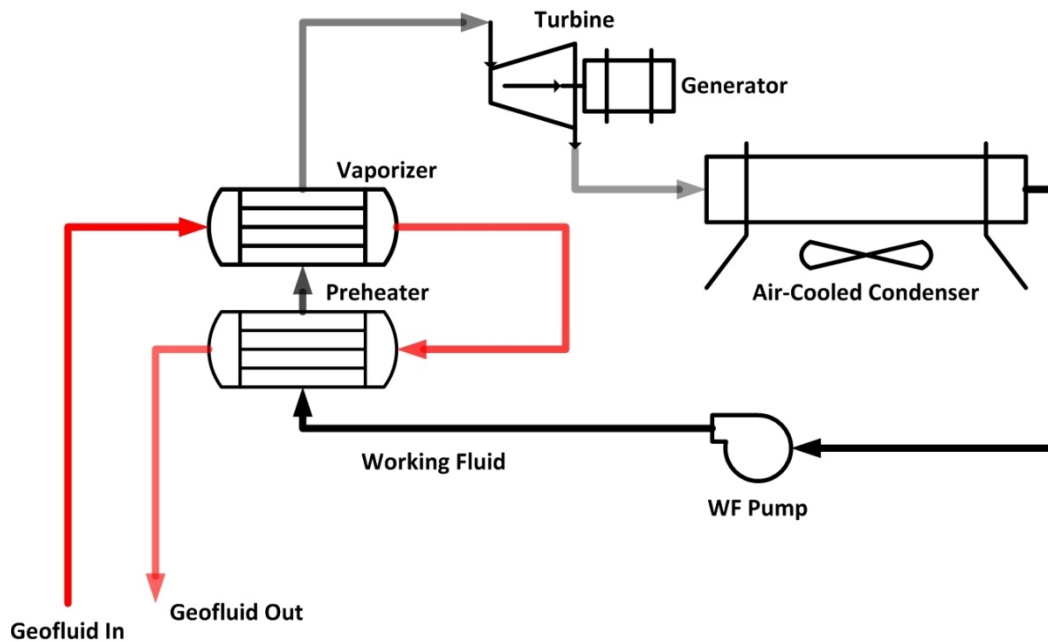 Turbine
Generator
Vaporizer
Preheater
Air-Cooled Condenser
Working Fluid
WF Pump
Geofluid Out
Geofluid In